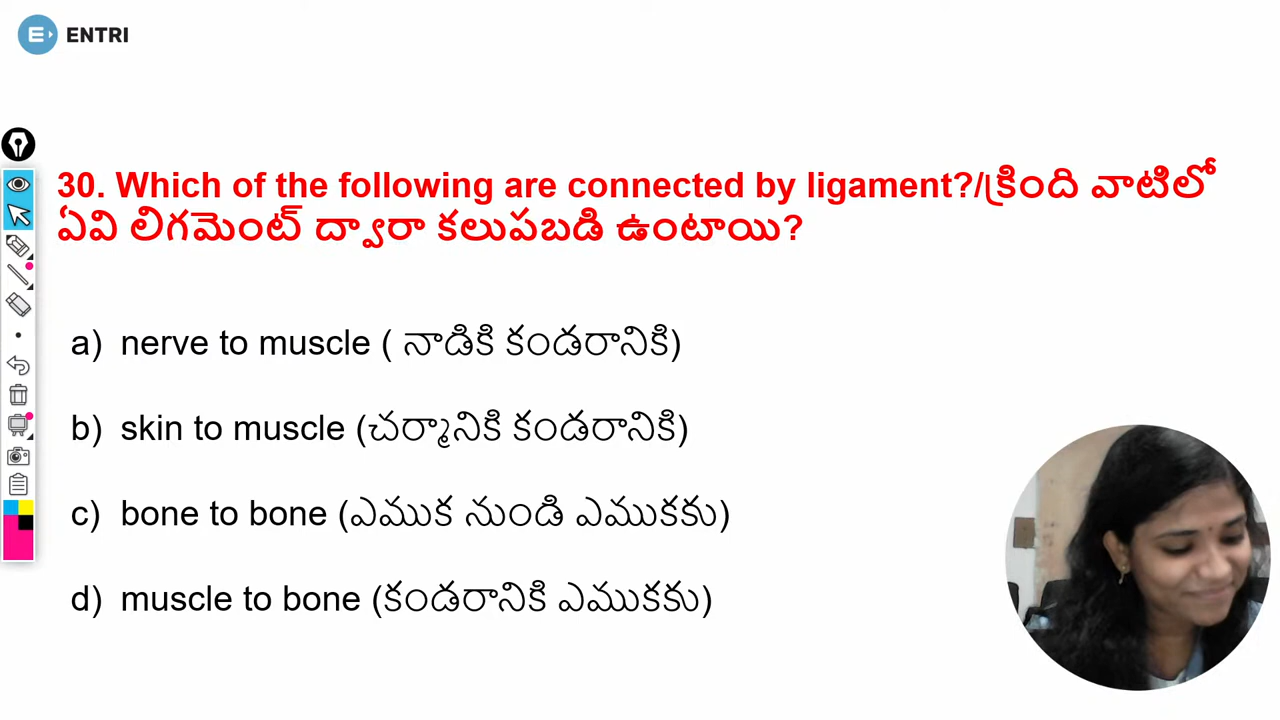 ENTRI
30. Which of the following are connected by ligament?/క్రింది వాటిలో
ఏవి లిగమెంట్ ద్వారా కలుపబడి ఉంటాయి?
a) nerve to muscle ( నాడికి కండరానికి)
b) skin to muscle (చర్మానికి కండరానికి)
c) bone to bone (ఎముక నుండి ఎముకకు)
d) muscle to bone (కండరానికి ఎముకకు)